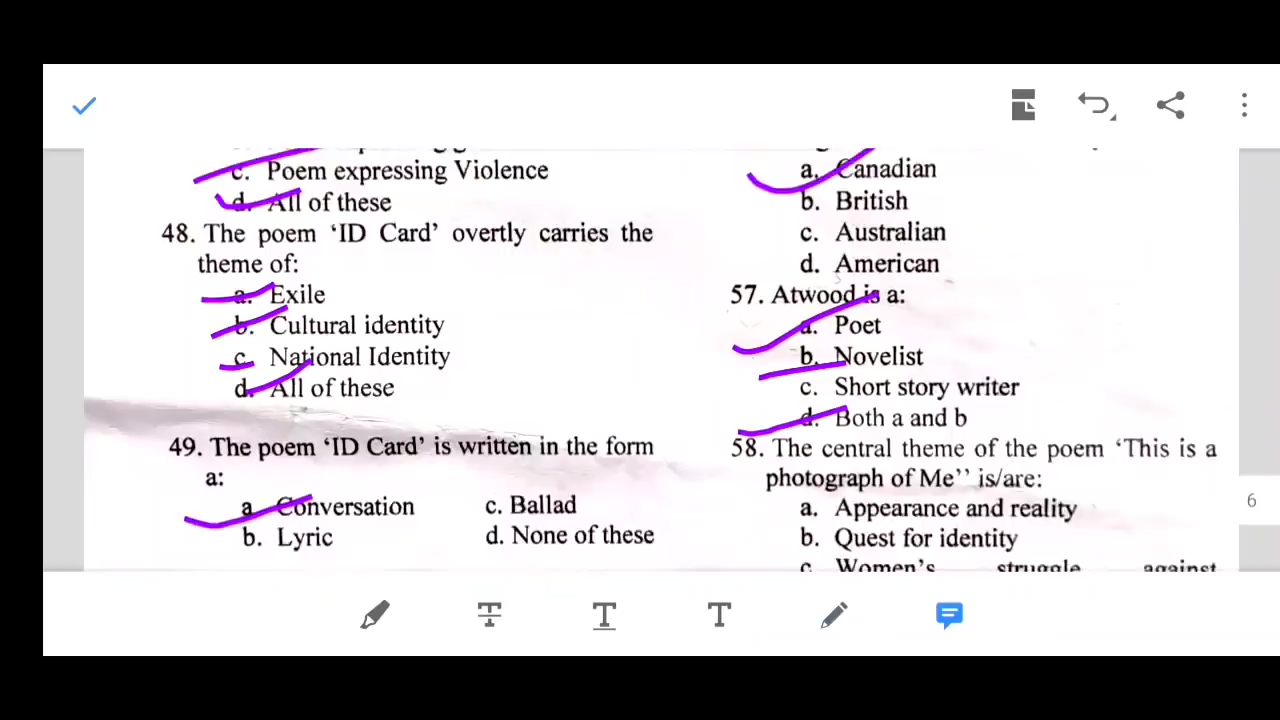 c. Poem expressing Violence
d. All of these
48. The poem ‘ID Card’ overtly carries the
theme of:
a. Exile
b. Cultural identity
c. National Identity
d. All of these
49. The poem ‘ID Card’ is written in the form
a:
a. Conversation c. Ballad
b. Lyric d. None of these
a. Canadian
b. British
c. Australian
d. American
57. Atwood is a:
a. Poet
b. Novelist
c. Short story writer
d. Both a and b
58. The central theme of the poem ‘This is a
photograph of Me’’ is/are:
a. Appearance and reality
b. Quest for identity
c. Women’s struggle against
6